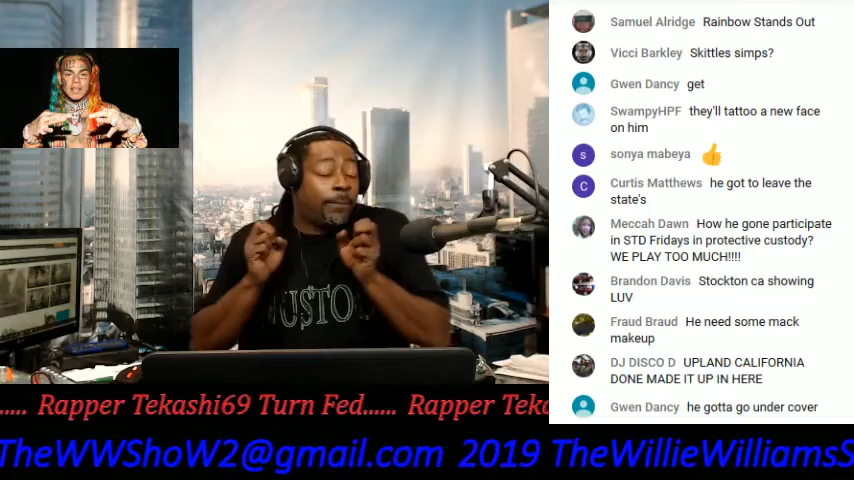 Samuel Alridge Rainbow Stands Out
Vicci Barkley Skittles simps?
Gwen Dancy get
SwampyHPF they'll tattoo a new face
on him
s
sonya mabeya 👍
C
Curtis Matthews he got to leave the
state's
Meccah Dawn How he gone participate
in STD Fridays in protective custody?
WE PLAY TOO MUCH!!!!
Brandon Davis Stockton ca showing
LUV
Fraud Braud He need some mack
makeup
DJ DISCO D UPLAND CALIFORNIA
DONE MADE IT UP IN HERE
Gwen Dancy he gotta go under cover
..... Rapper Tekashi69 Turn Fed...... Rapper Teka
TheWWShoW2@gmail.com 2019 TheWillieWilliamsS